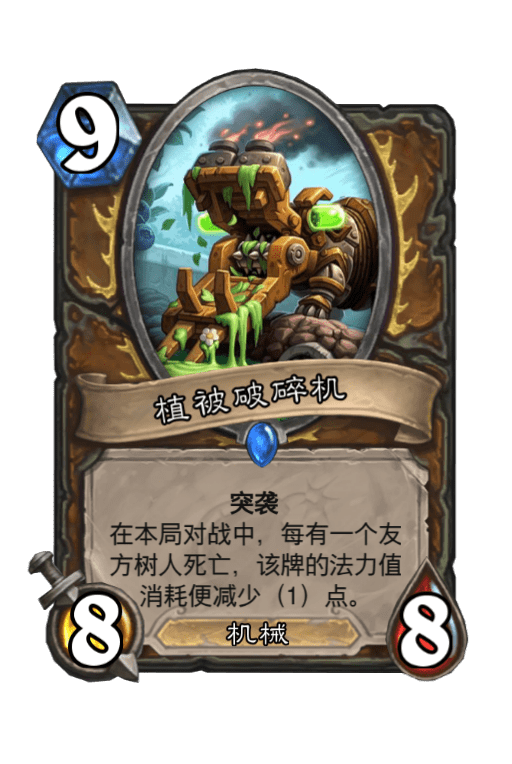 9
植被破碎机
突袭
在本局对战中，每有一个友
方树人死亡，该牌的法力值
消耗便减少（1）点。
8
机械
8